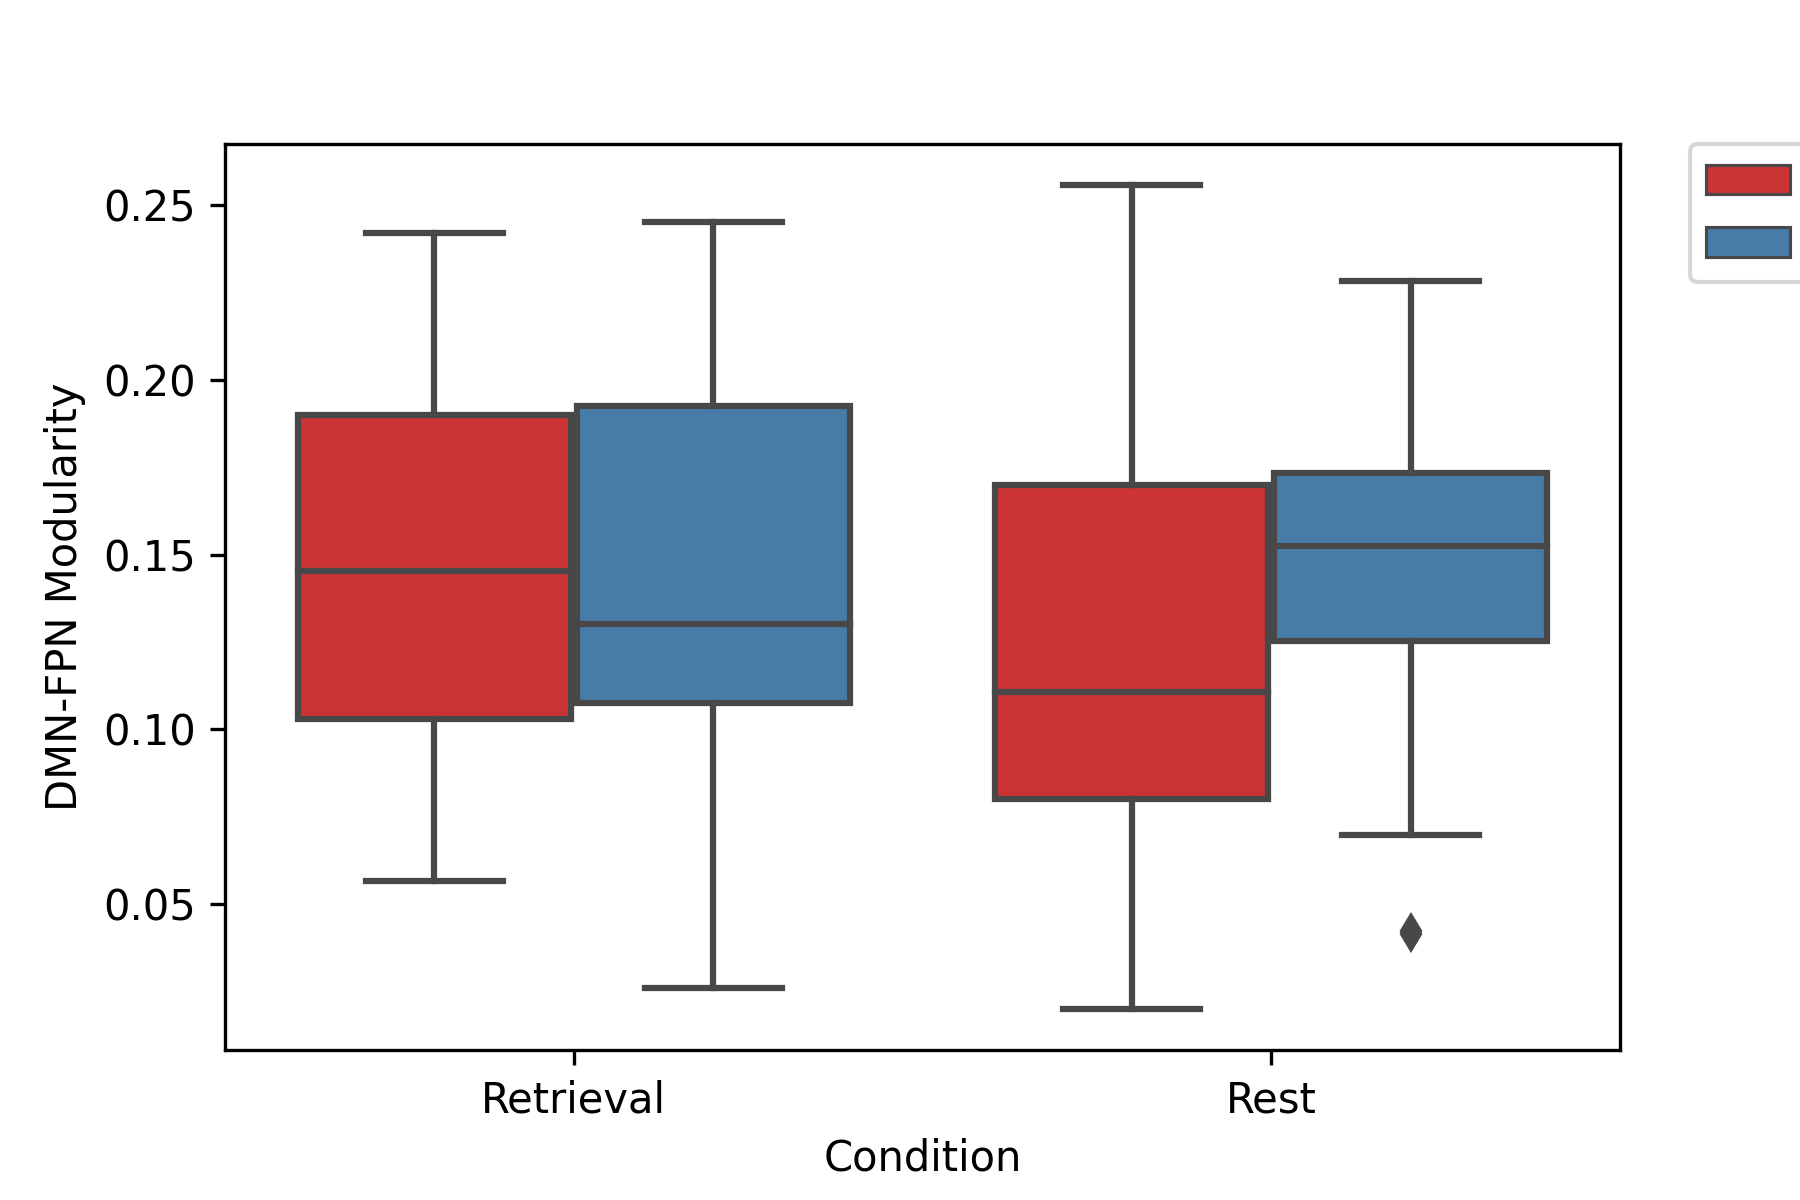 0.25
0.20
0.15
0.10
0.05
DMN-FPN Modularity
Retrieval
Rest
Condition